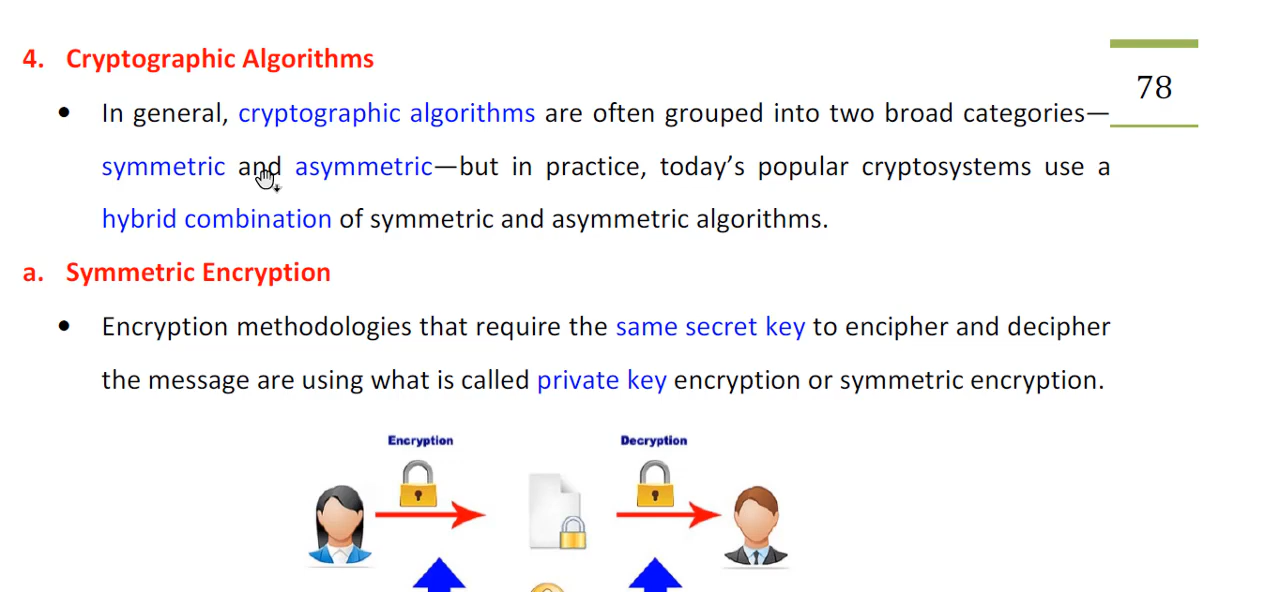 4. Cryptographic Algorithms
78
• In general, cryptographic algorithms are often grouped into two broad categories—
symmetric and asymmetric—but in practice, today’s popular cryptosystems use a
hybrid combination of symmetric and asymmetric algorithms.
a. Symmetric Encryption
• Encryption methodologies that require the same secret key to encipher and decipher
the message are using what is called private key encryption or symmetric encryption.
Encryption Decryption